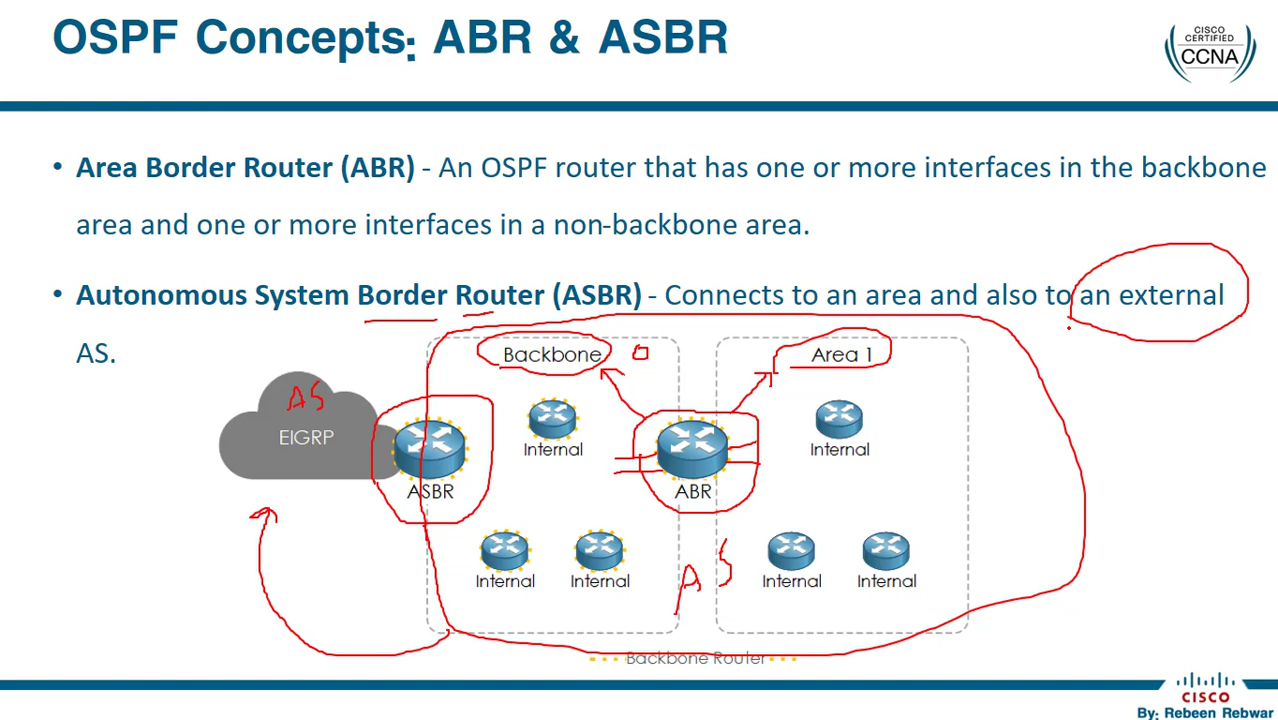 OSPF Concepts: ABR & ASBR
CISCO
CERTIFIED
CCNA
• Area Border Router (ABR) - An OSPF router that has one or more interfaces in the backbone
area and one or more interfaces in a non-backbone area.
• Autonomous System Border Router (ASBR) - Connects to an area and also to an external
AS.
Backbone 0
Area 1
AS
EIGRP
Internal
Internal
ASBR
ABR
Internal
Internal
Internal
Internal
AS
Backbone Router
CISCO
By: Rebeen Rebwar